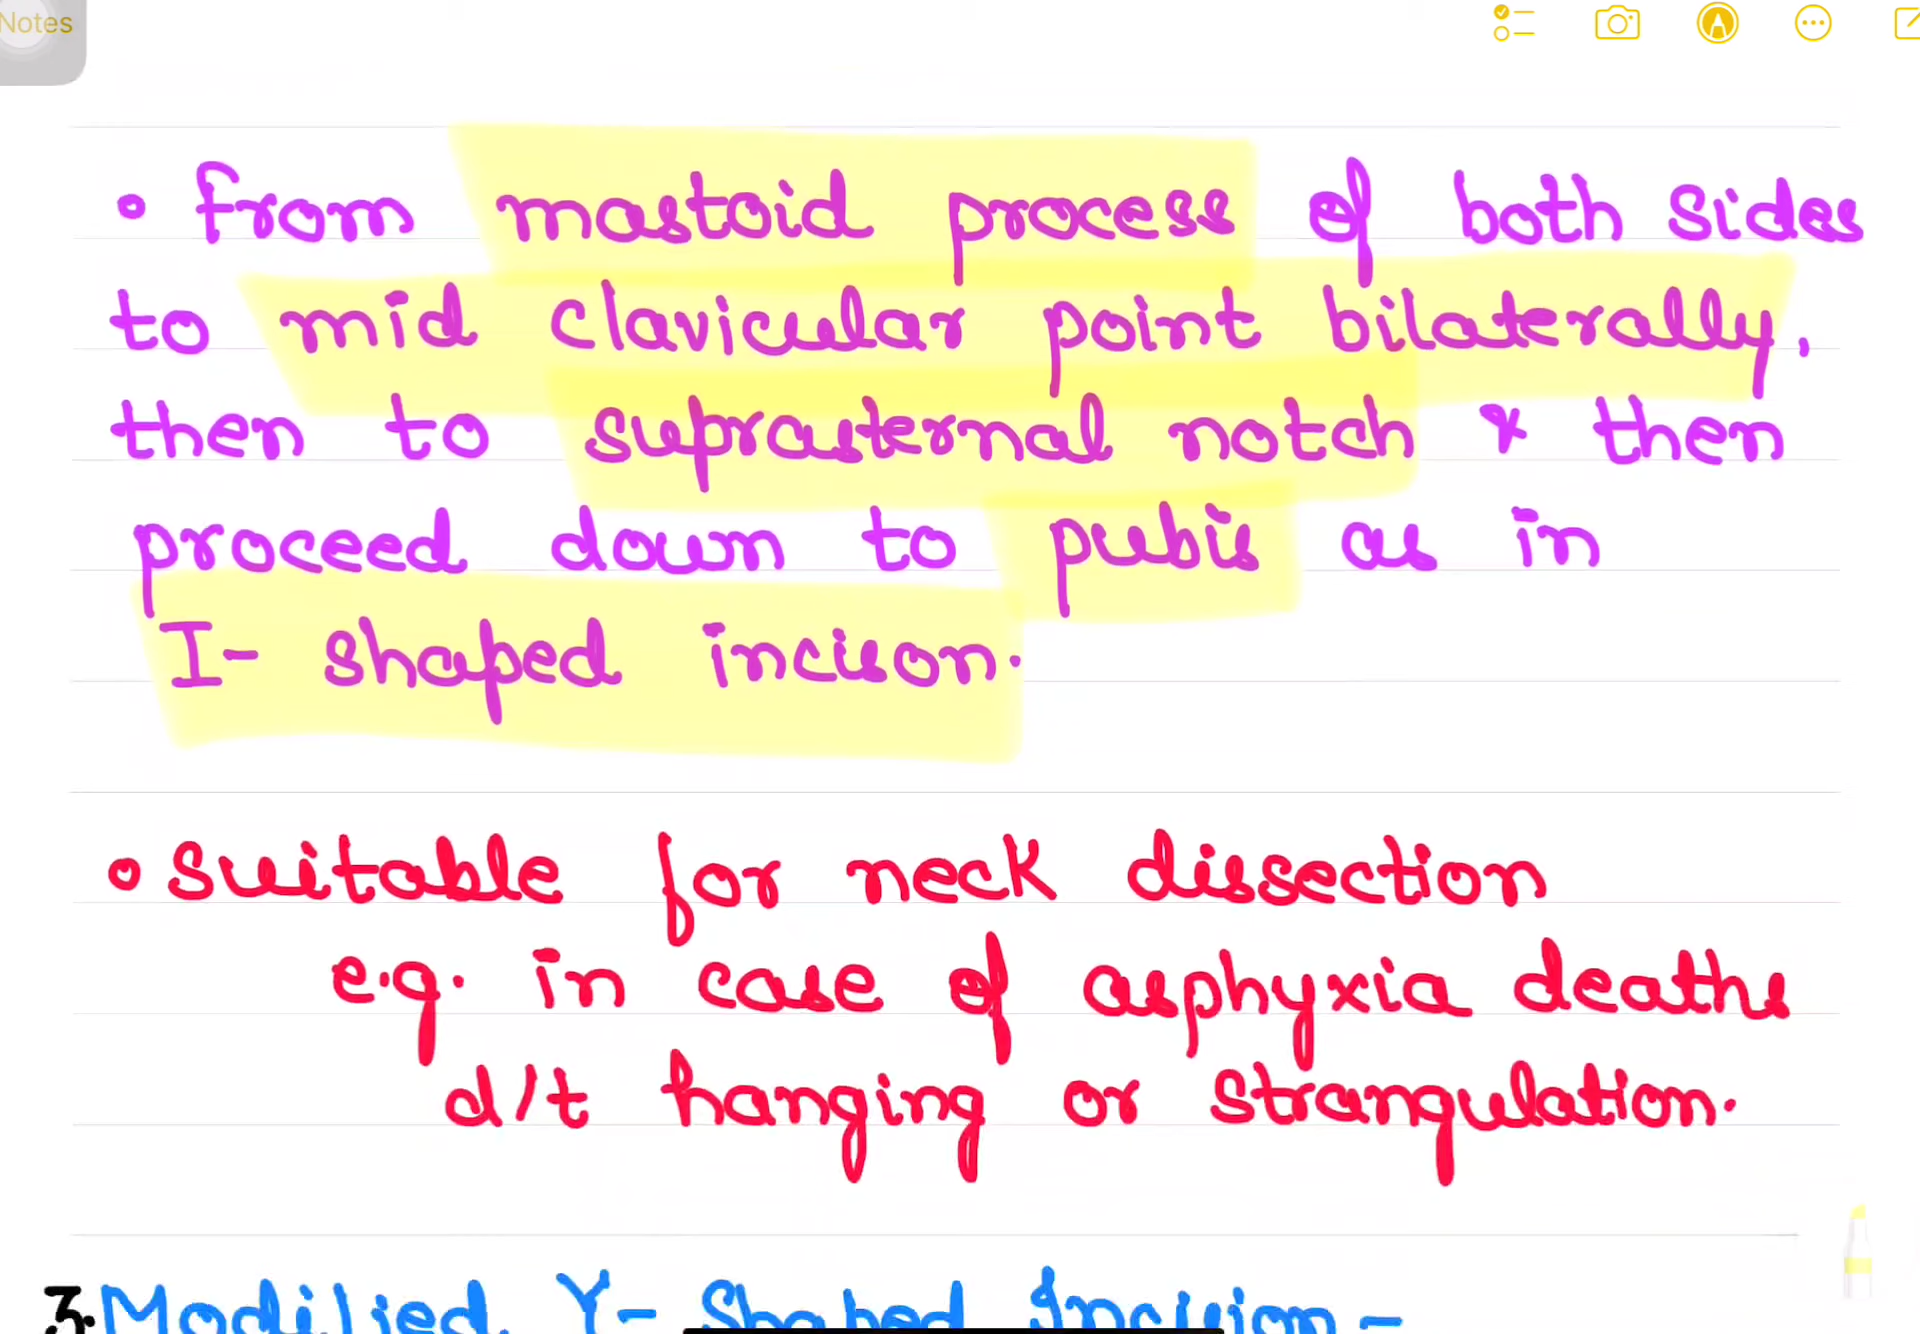 Notes
• from mastoid process of both sides
to mid clavicular point bilaterally,
then to suprasternal notch & then
proceed down to pubis as in
I- shaped incison.
• suitable for neck dissection
e.g. in case of asphyxia deaths
d/t hanging or strangulation.
3. Modified Y- Shaped Incision -